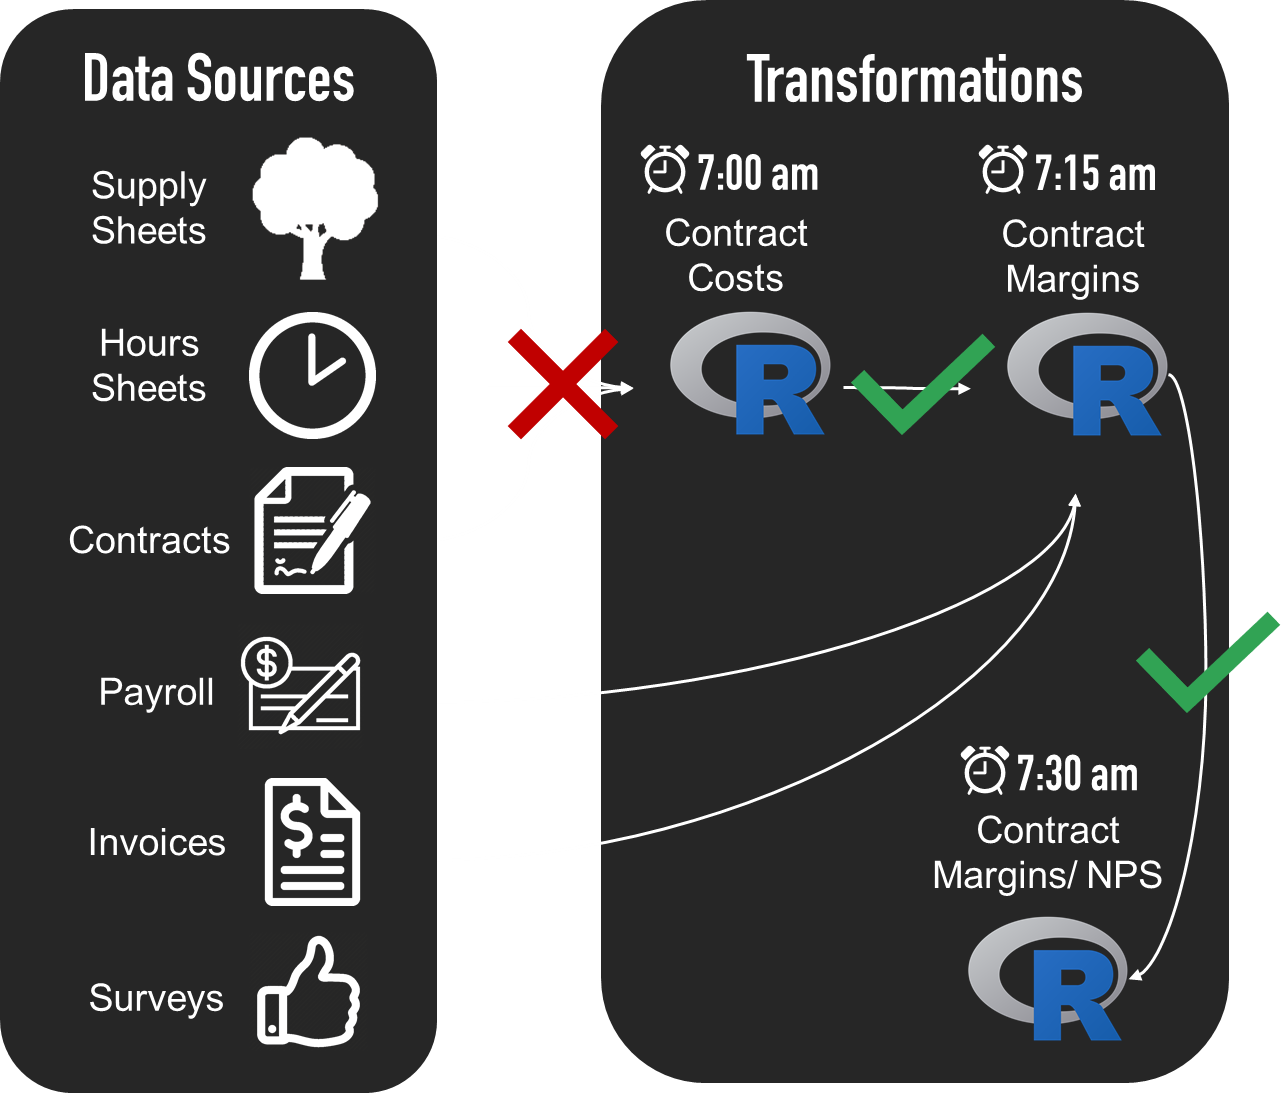 Data Sources
Supply
Sheets
Hours
Sheets
Contracts
$
Payroll
$
Invoices
Surveys
Transformations
7:00 am
Contract
Costs
R
7:15 am
Contract
Margins
R
7:30 am
Contract
Margins/ NPS
R